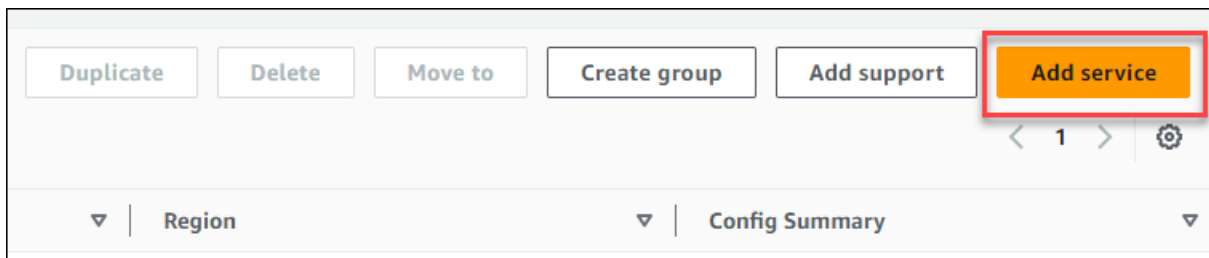 Duplicate Delete Move to Create group Add support Add service
1
Region Config Summary